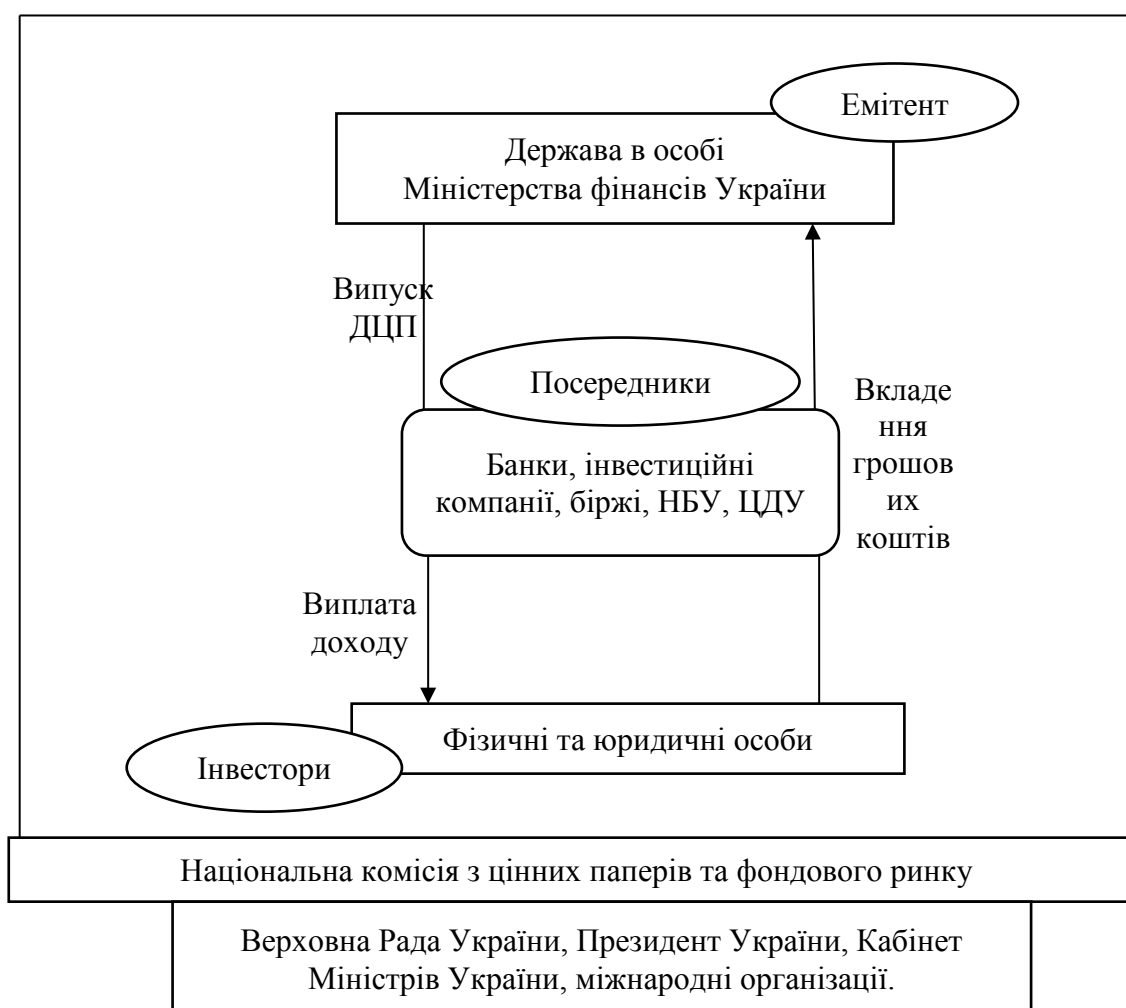 Емітент
Держава в особі
Міністерства фінансів України
Випуск
ДЦП
Посередники
Вкладе
ння
грошов
их
коштів
Банки, інвестиційні
компанії, біржі, НБУ, ЦДУ
Виплата
доходу
Фізичні та юридичні особи
Інвестори
Національна комісія з цінних паперів та фондового ринку
Верховна Рада України, Президент України, Кабінет
Міністрів України, міжнародні організації.